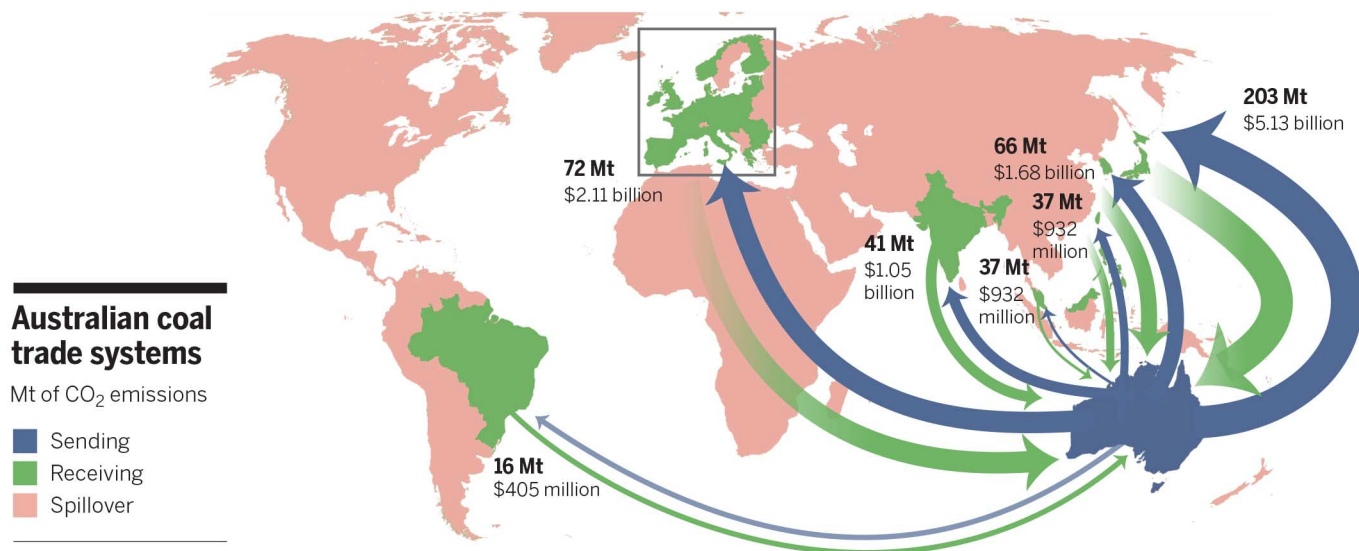 203 Mt
$5.13 billion
66 Mt
$1.68 billion
72 Mt
$2.11 billion
37 Mt
$932
million
41 Mt
$1.05
billion
37 Mt
$932
million
Australian coal
trade systems
Mt of CO₂ emissions
Sending
Receiving
Spillover
16 Mt
$405 million